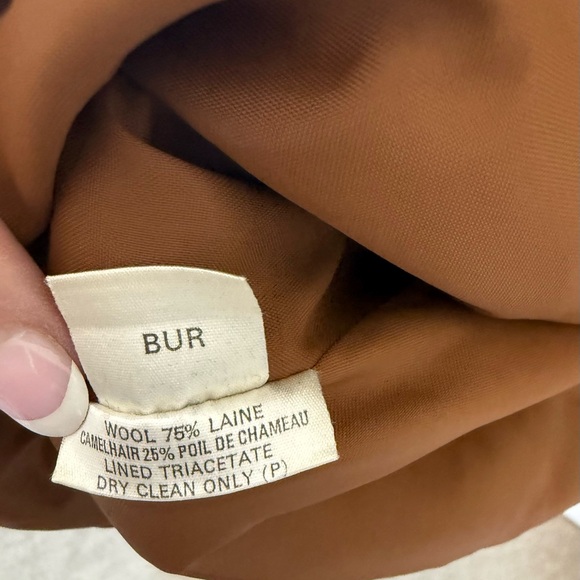 BUR
WOOL 75% LAINE
CAMELHAIR 25% POIL DE CHAMEAU
LINED TRIACETATE
DRY CLEAN ONLY (P)